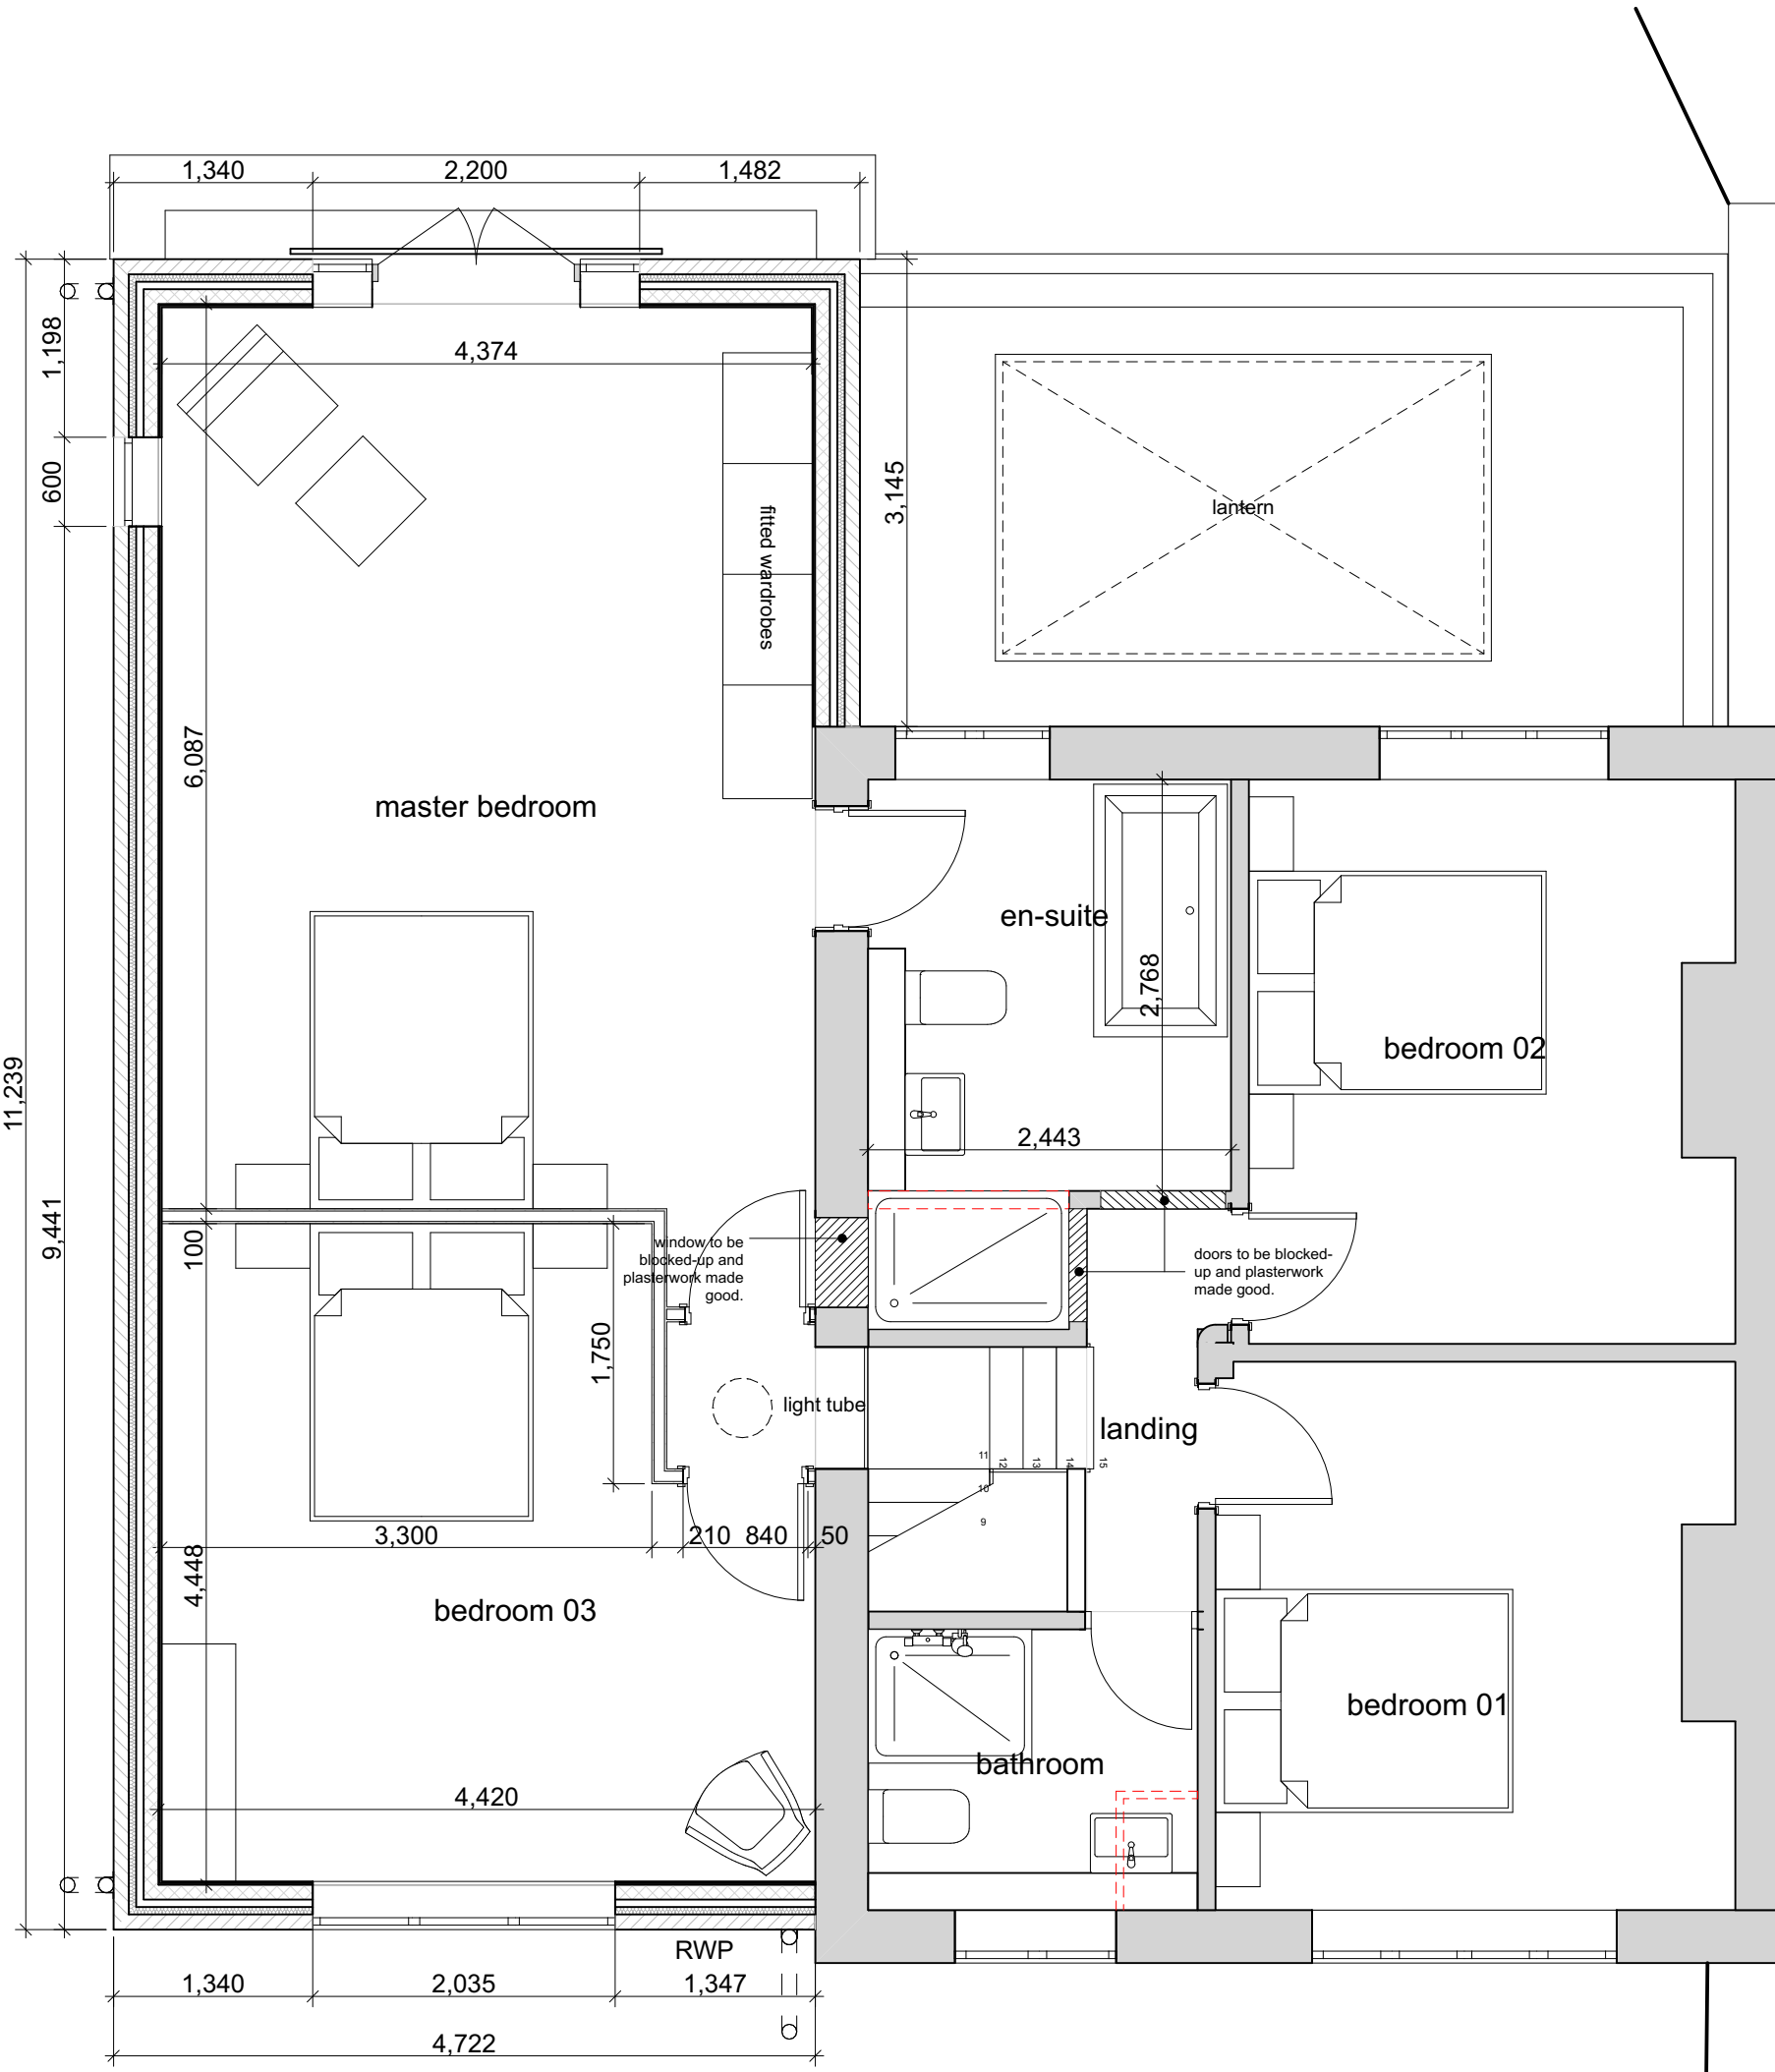 1,340
2,200
1,482
1,198
4,374
600
3,145
lantern
fitted wardrobes
6,087
master bedroom
en-suite
2,768
bedroom 02
11,239
2,443
9,441
100
window to be
blocked-up and
plasterwork made
good.
doors to be blocked-
up and plasterwork
made good.
1,750
light tube
landing
11
12
13
14
15
10
9
3,300
210
840
50
4,448
bedroom 03
bedroom 01
bathroom
4,420
RWP
1,340
2,035
1,347
4,722